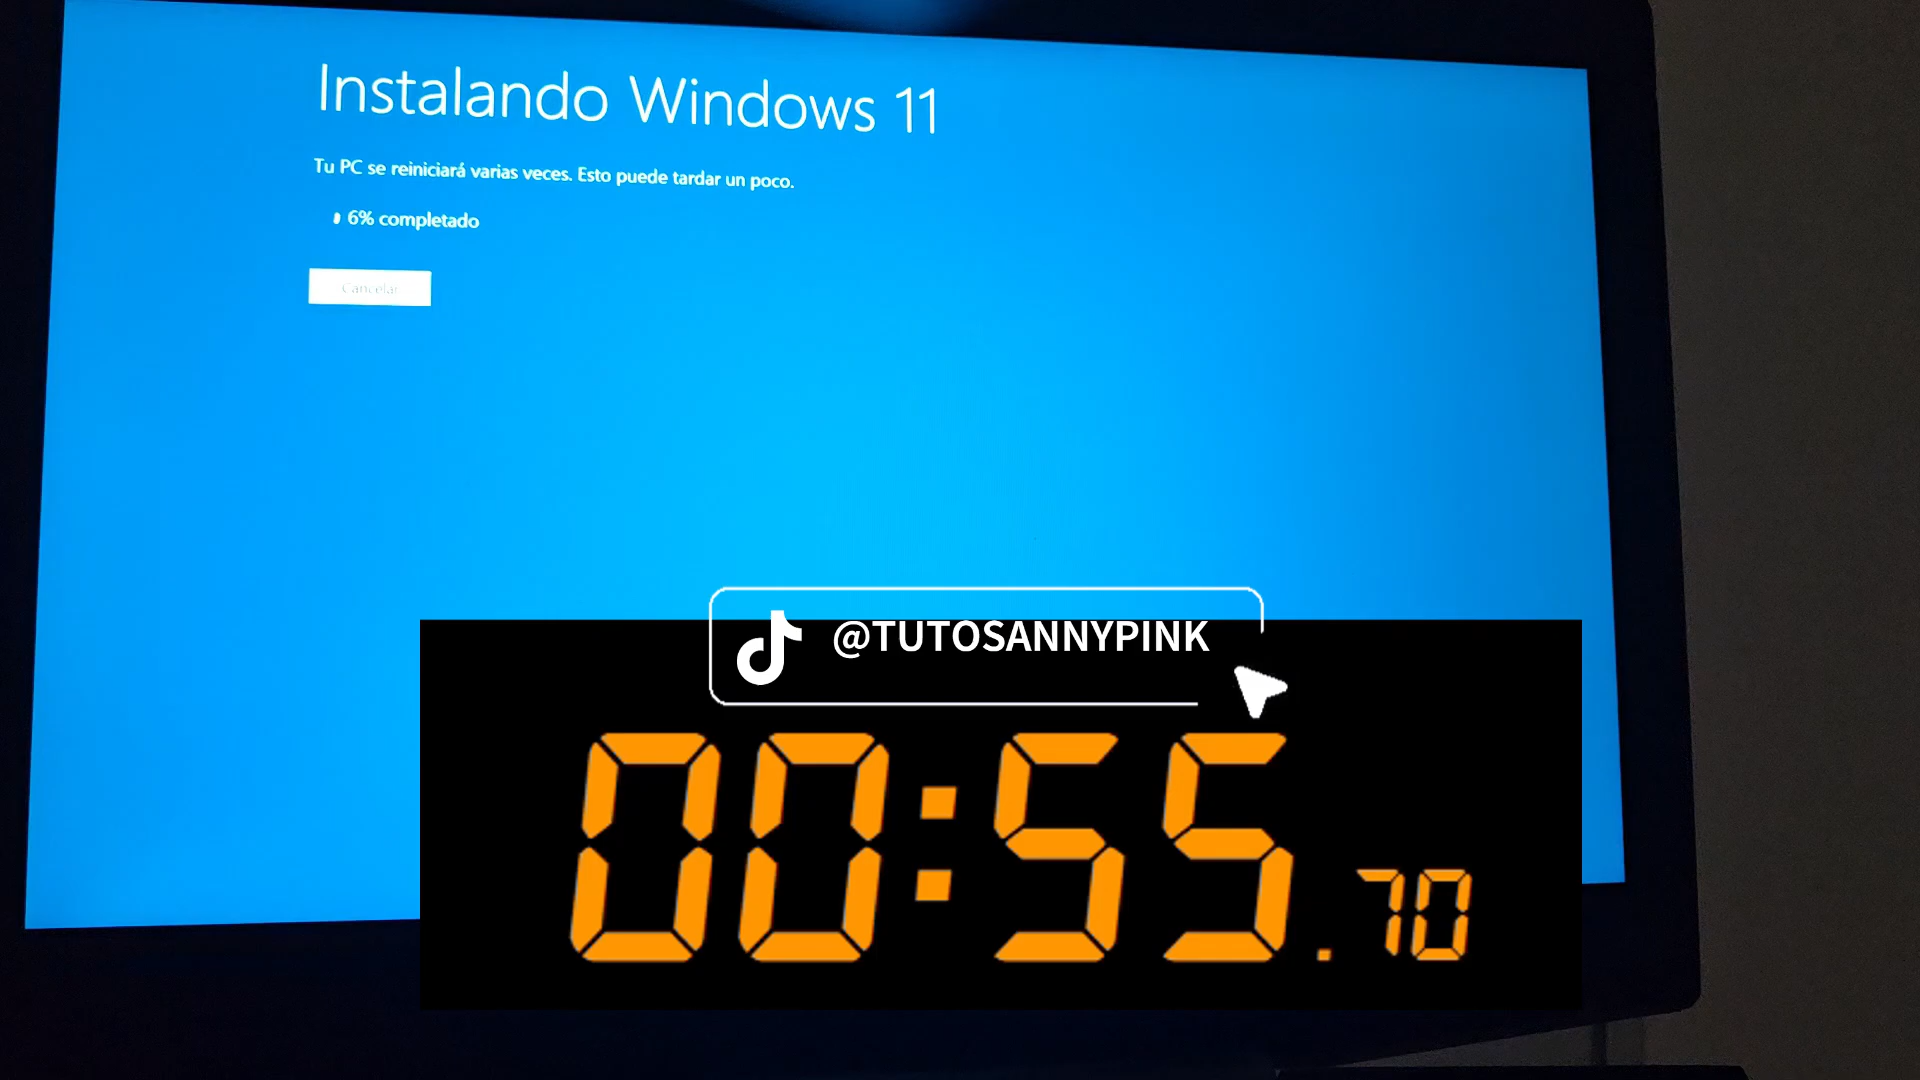 Instalando Windows 11
Tu PC se reiniciará varias veces. Esto puede tardar un poco.
6% completado
Cancelar
@TUTOSANNYPINK
00:55.70